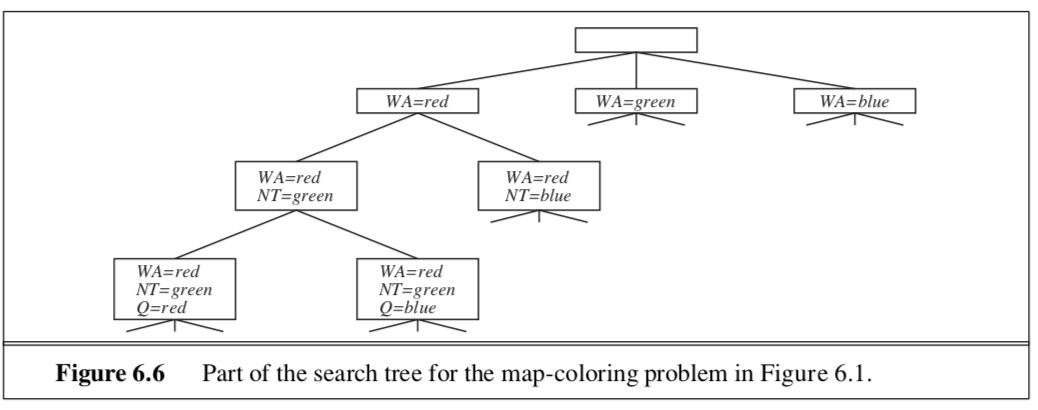 WA=red
WA=green
WA=blue
WA=red
NT=green
WA=red
NT=blue
WA=red
NT=green
Q=red
WA=red
NT=green
Q=blue
Figure 6.6 Part of the search tree for the map-coloring problem in Figure 6.1.